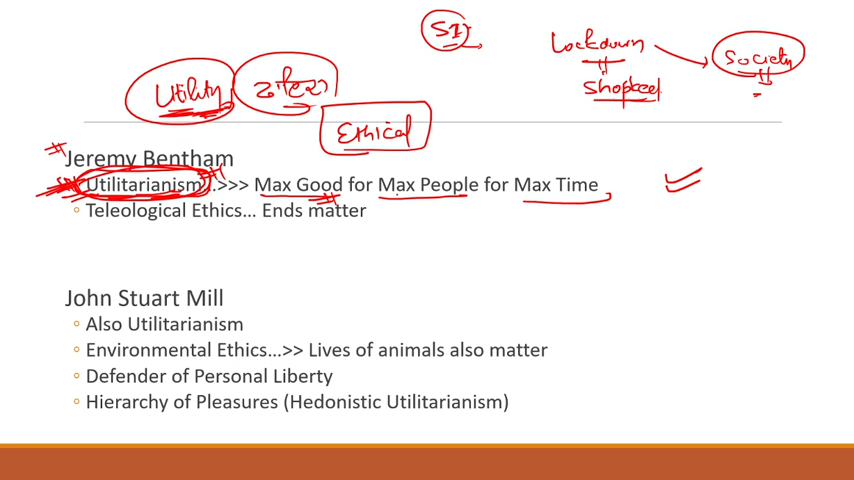 SI
Lockdown
Society
Shopkeep
Utility
Ethical
# Jeremy Bentham
Utilitarianism...>>> Max Good for Max People for Max Time
◦ Teleological Ethics... Ends matter
John Stuart Mill
◦ Also Utilitarianism
◦ Environmental Ethics...>> Lives of animals also matter
◦ Defender of Personal Liberty
◦ Hierarchy of Pleasures (Hedonistic Utilitarianism)